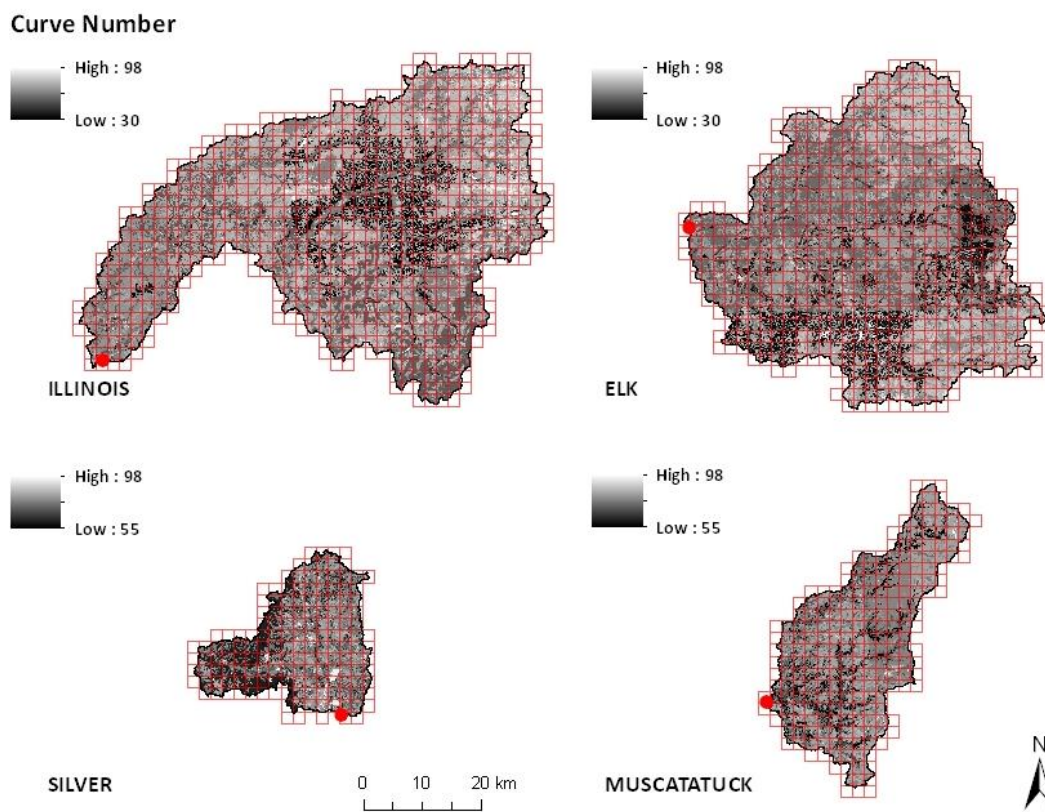 Curve Number
High : 98
Low : 30
ILLINOIS
High : 98
Low : 30
ELK
High : 98
Low : 55
SILVER
0 10 20 km
High : 98
Low : 55
MUSCATATUCK
N